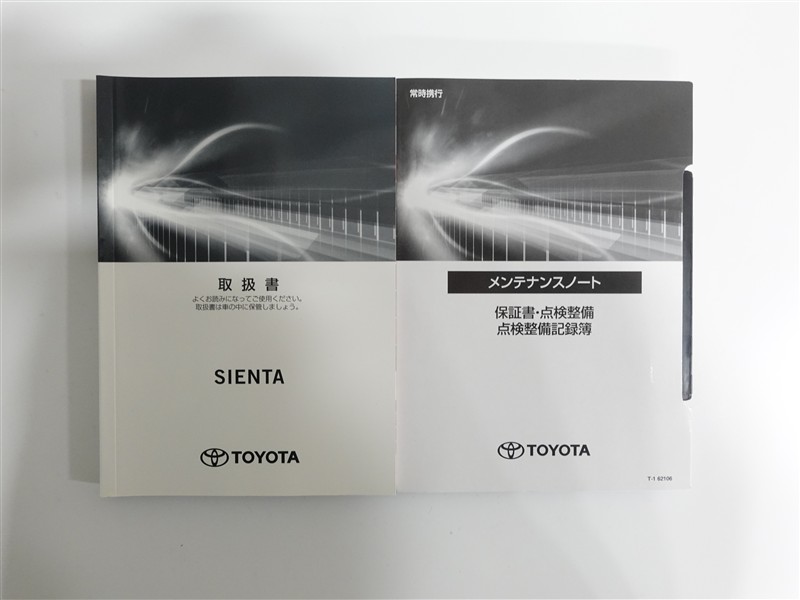 取扱書
よくお読みになってご使用ください。
取扱書は車の中に保管しましょう。
SIENTA
TOYOTA
常時携行
メンテナンスノート
保証書・点検整備
点検整備記録簿
TOYOTA
T-1 62106